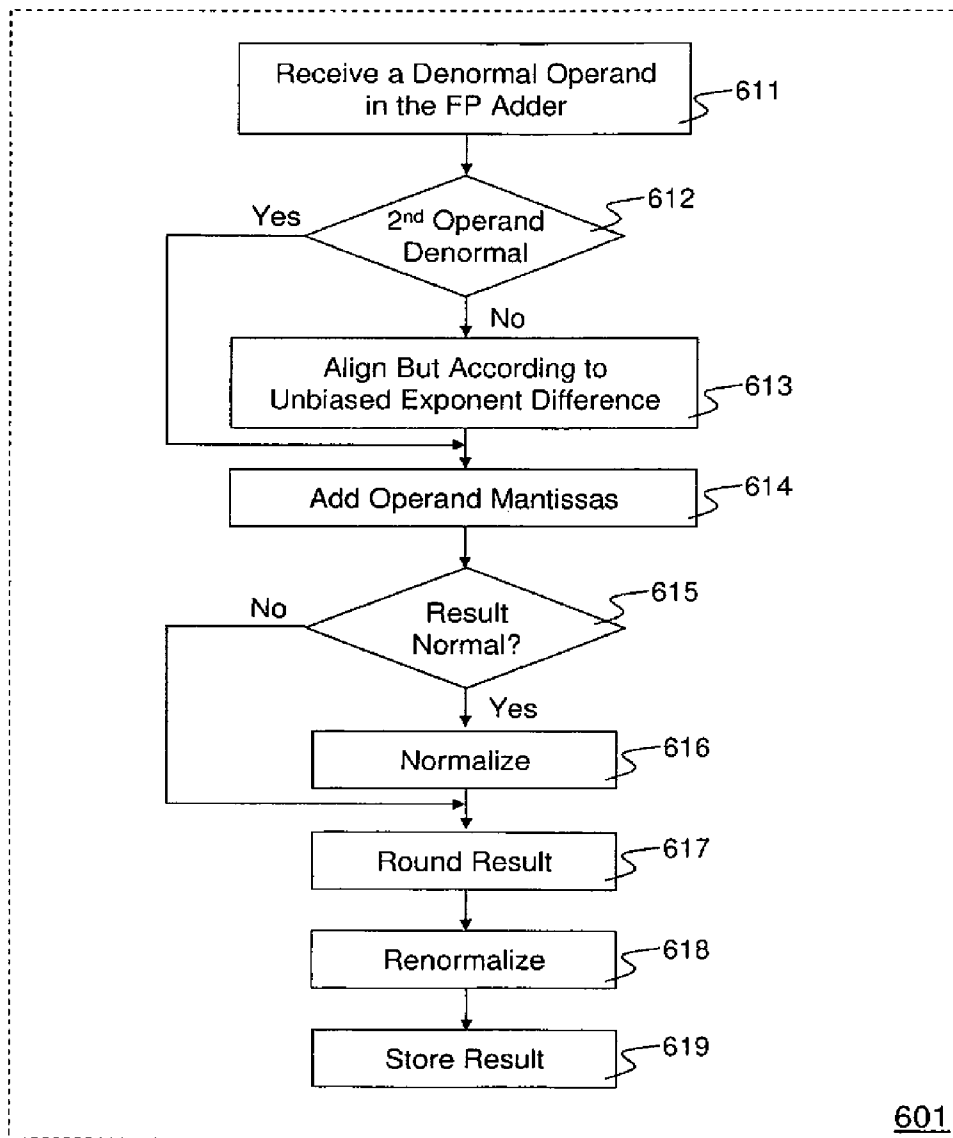 Receive a Denormal Operand
in the FP Adder
611
2nd Operand
Denormal
612
Yes
No
Align But According to
Unbiased Exponent Difference
613
Add Operand Mantissas
614
Result
Normal?
615
No
Yes
Normalize
616
Round Result
617
Renormalize
618
Store Result
619
601